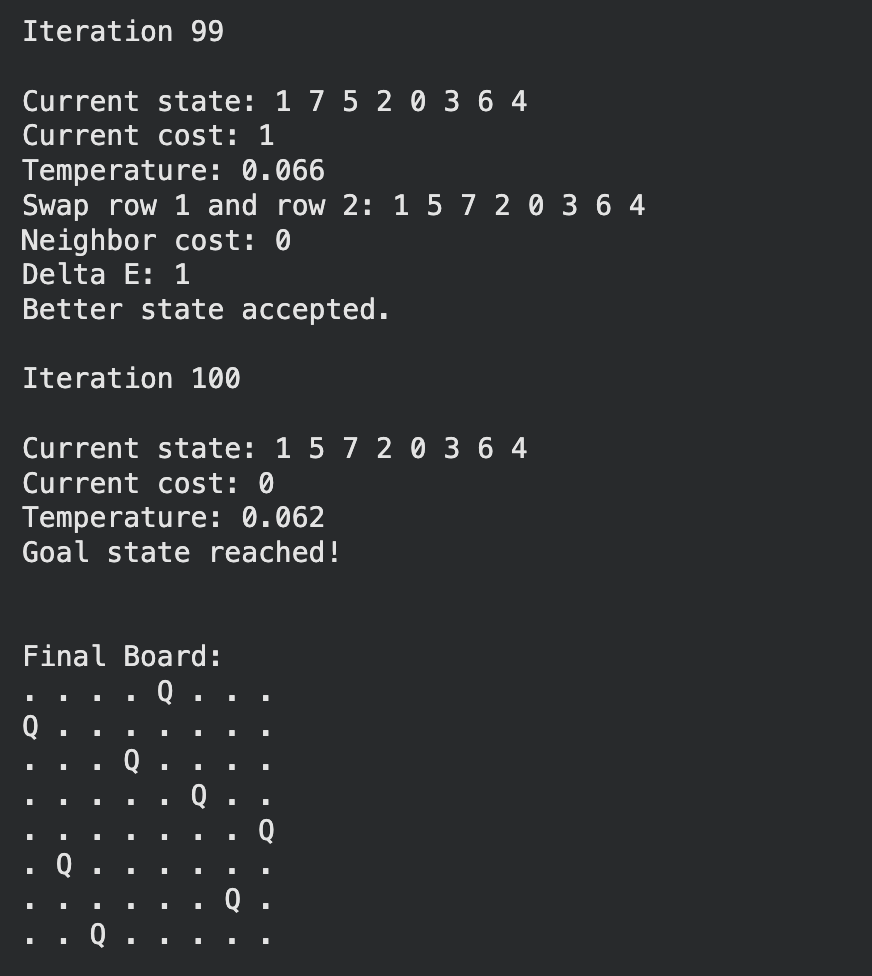 Iteration 99
Current state: 1 7 5 2 0 3 6 4
Current cost: 1
Temperature: 0.066
Swap row 1 and row 2: 1 5 7 2 0 3 6 4
Neighbor cost: 0
Delta E: 1
Better state accepted.
Iteration 100
Current state: 1 5 7 2 0 3 6 4
Current cost: 0
Temperature: 0.062
Goal state reached!
Final Board:
. . . . Q . . .
Q . . . . . . .
. . . Q . . . .
. . . . . Q . .
. . . . . . . Q
. Q . . . . . .
. . . . . . Q .
. . Q . . . . .